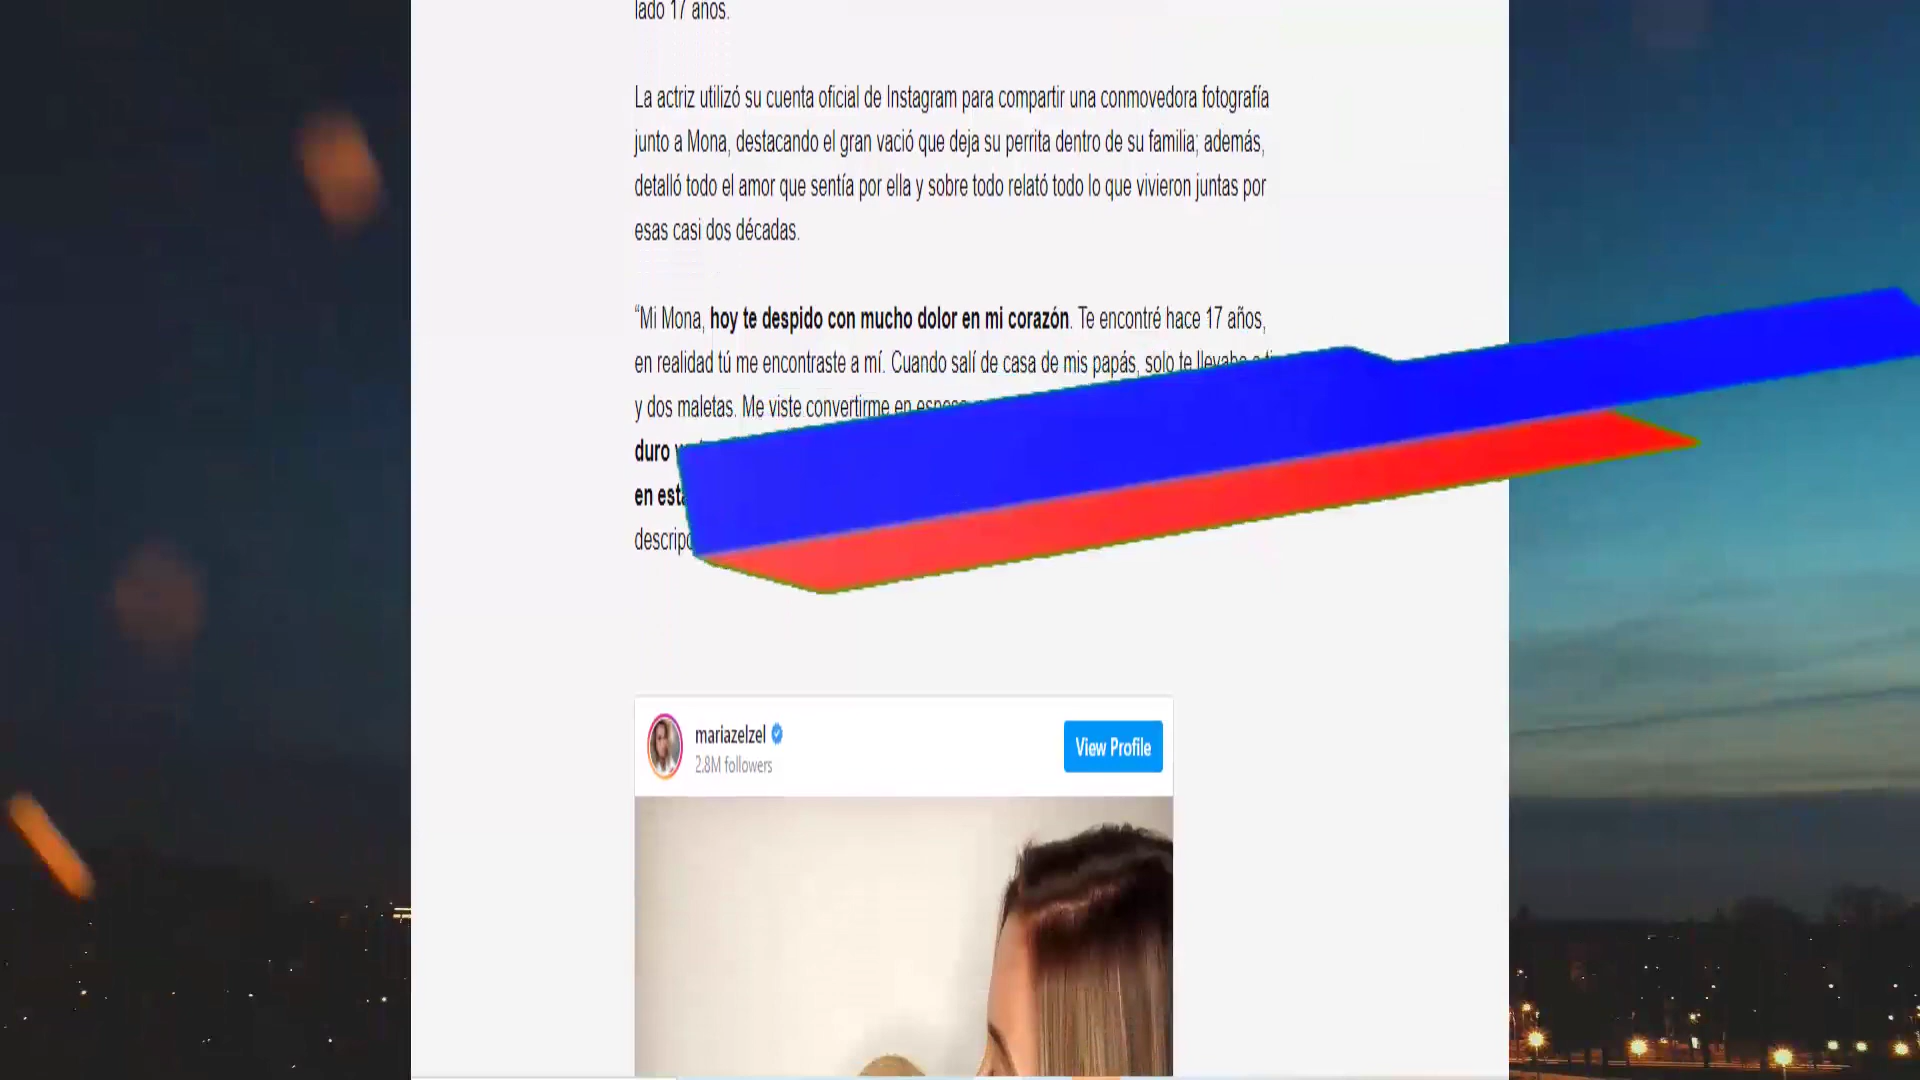 lado 17 años.
La actriz utilizó su cuenta oficial de Instagram para compartir una conmovedora fotografía
junto a Mona, destacando el gran vació que deja su perrita dentro de su familia; además,
detalló todo el amor que sentía por ella y sobre todo relató todo lo que vivieron juntas por
esas casi dos décadas.
“Mi Mona, hoy te despido con mucho dolor en mi corazón. Te encontré hace 17 años,
en realidad tú me encontraste a mí. Cuando salí de casa de mis papás, solo te llevaba
y dos maletas. Me viste convertirme en
duro
en
mariazelzel
2.8M followers
View Profile